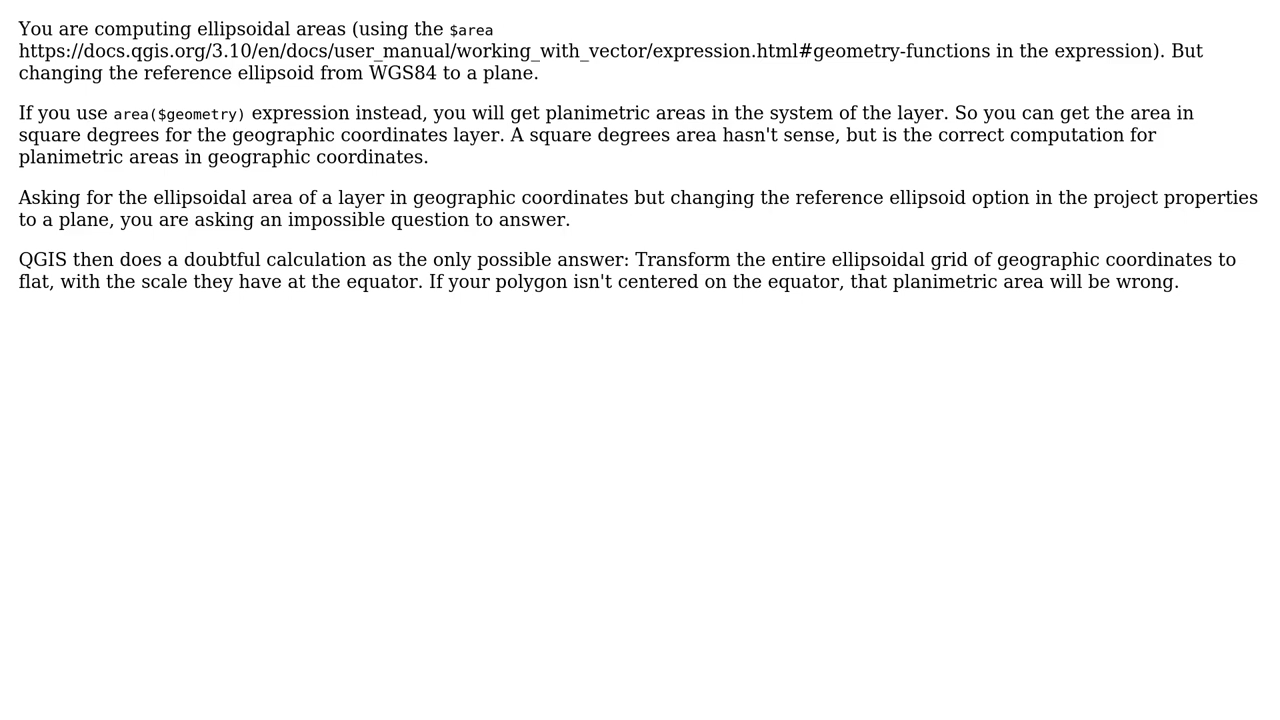 You are computing ellipsoidal areas (using the $area
https://docs.qgis.org/3.10/en/docs/user_manual/working_with_vector/expression.html#geometry-functions in the expression). But
changing the reference ellipsoid from WGS84 to a plane.
If you use area($geometry) expression instead, you will get planimetric areas in the system of the layer. So you can get the area in
square degrees for the geographic coordinates layer. A square degrees area hasn't sense, but is the correct computation for
planimetric areas in geographic coordinates.
Asking for the ellipsoidal area of a layer in geographic coordinates but changing the reference ellipsoid option in the project properties
to a plane, you are asking an impossible question to answer.
QGIS then does a doubtful calculation as the only possible answer: Transform the entire ellipsoidal grid of geographic coordinates to
flat, with the scale they have at the equator. If your polygon isn't centered on the equator, that planimetric area will be wrong.